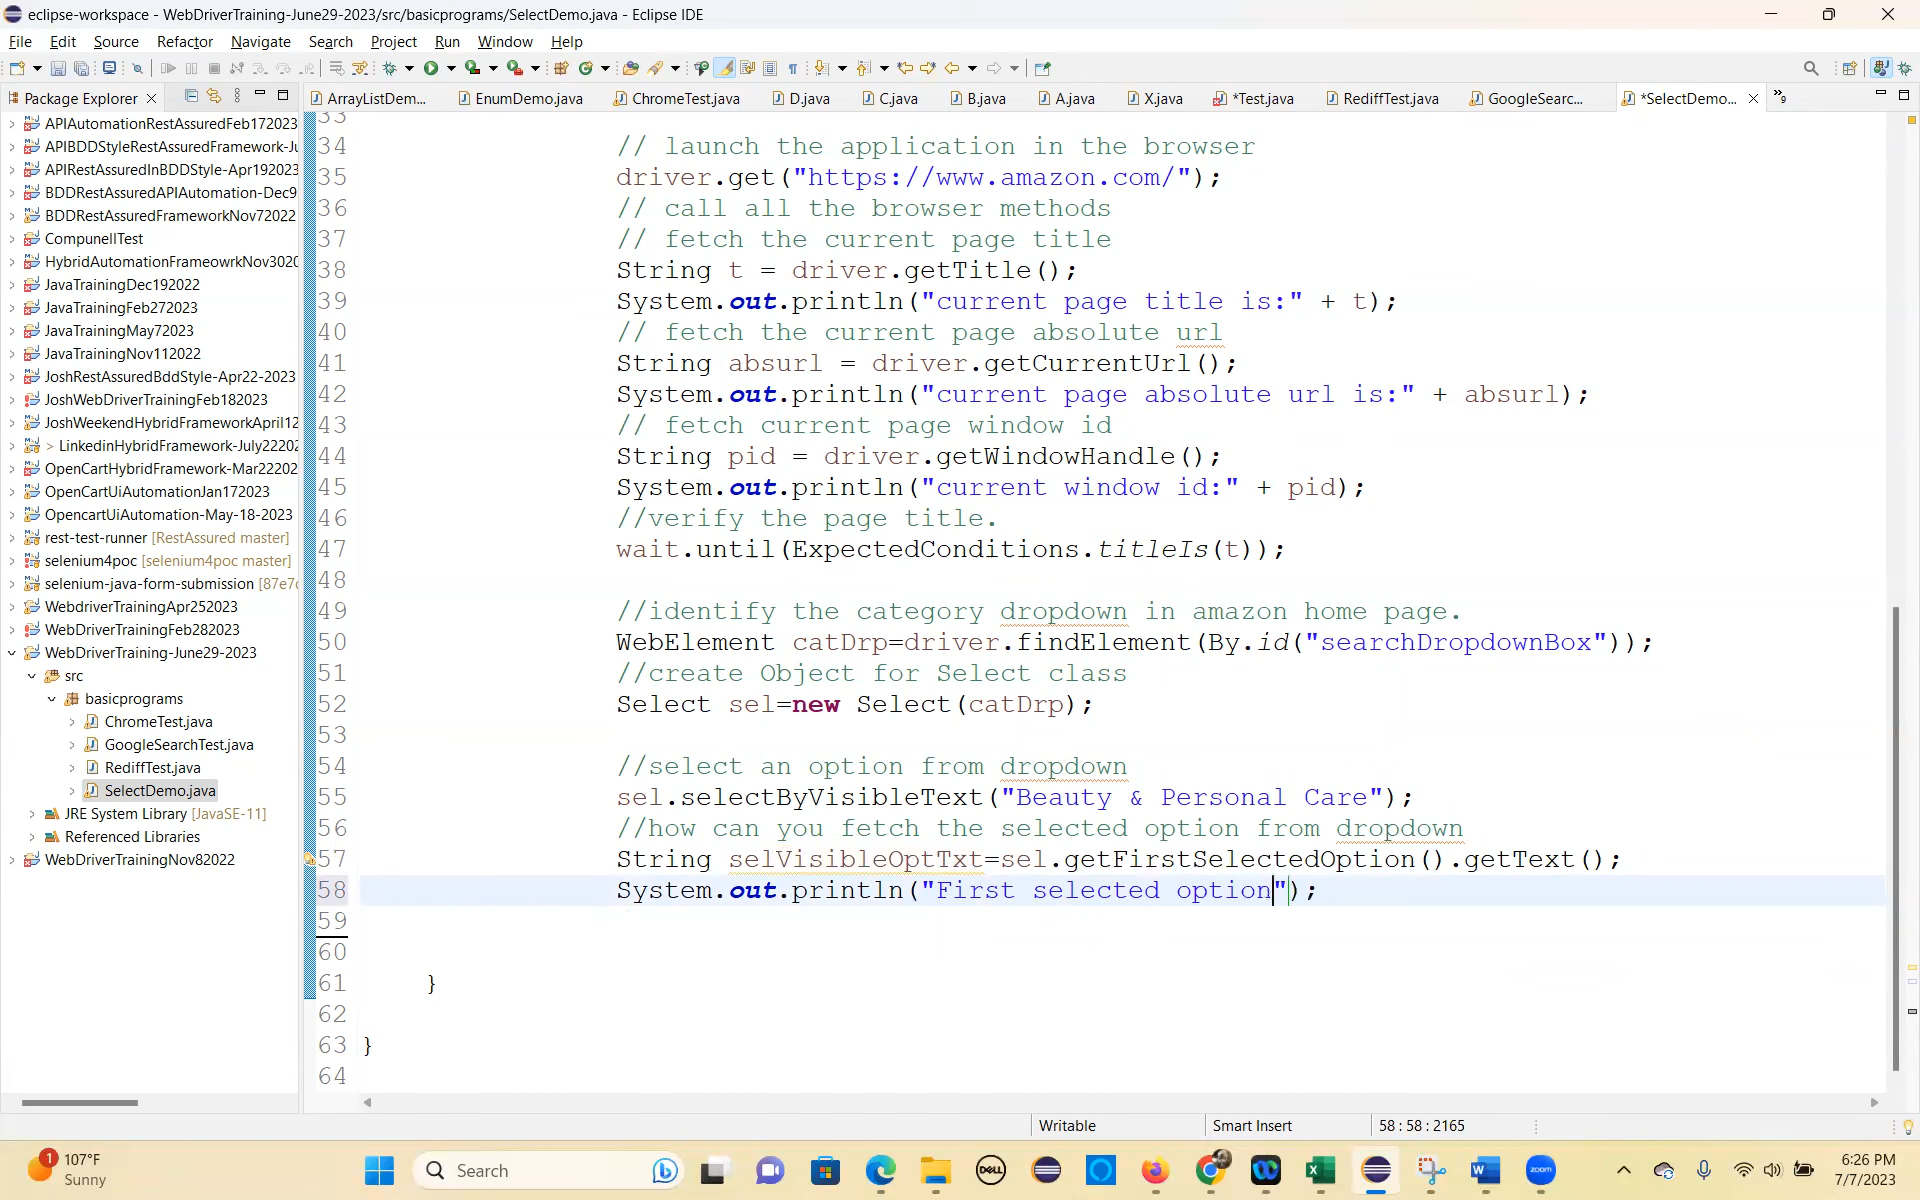 eclipse-workspace - WebDriverTraining-June29-2023/src/basicprograms/SelectDemo.java - Eclipse IDE
File Edit Source Refactor Navigate Search Project Run Window Help
Package Explorer
ArrayListDem... EnumDemo.java ChromeTest.java D.java C.java B.java A.java X.java *Test.java RediffTest.java GoogleSearc... *SelectDemo... »9
APIAutomationRestAssuredFeb172023
APIBDDStyleRestAssuredFramework-Ju
APIRestAssuredInBDDStyle-Apr192023
BDDRestAssuredAPIAutomation-Dec9
BDDRestAssuredFrameworkNov72022
CompunellTest
HybridAutomationFrameowrkNov3020
JavaTrainingDec192022
JavaTrainingFeb272023
JavaTrainingMay72023
JavaTrainingNov112022
JoshRestAssuredBddStyle-Apr22-2023
JoshWebDriverTrainingFeb182023
JoshWeekendHybridFrameworkApril12
> LinkedinHybridFramework-July2220
OpenCartHybridFramework-Mar22202
OpenCartUiAutomationJan172023
OpencartUiAutomation-May-18-2023
rest-test-runner [RestAssured master]
selenium4poc [selenium4poc master]
selenium-java-form-submission [87e7
WebdriverTrainingApr252023
WebDriverTrainingFeb282023
WebDriverTraining-June29-2023
src
basicprograms
ChromeTest.java
GoogleSearchTest.java
RediffTest.java
SelectDemo.java
JRE System Library [JavaSE-11]
Referenced Libraries
WebDriverTrainingNov82022
33
34 // launch the application in the browser
35 driver.get("https://www.amazon.com/");
36 // call all the browser methods
37 // fetch the current page title
38 String t = driver.getTitle();
39 System.out.println("current page title is:" + t);
40 // fetch the current page absolute url
41 String absurl = driver.getCurrentUrl();
42 System.out.println("current page absolute url is:" + absurl);
43 // fetch current page window id
44 String pid = driver.getWindowHandle();
45 System.out.println("current window id:" + pid);
46 //verify the page title.
47 wait.until(ExpectedConditions.titleIs(t));
48
49 //identify the category dropdown in amazon home page.
50 WebElement catDrp=driver.findElement(By.id("searchDropdownBox"));
51 //create Object for Select class
52 Select sel=new Select(catDrp);
53
54 //select an option from dropdown
55 sel.selectByVisibleText("Beauty & Personal Care");
56 //how can you fetch the selected option from dropdown
57 String selVisibleOptTxt=sel.getFirstSelectedOption().getText();
58 System.out.println("First selected option");
59
60
61 }
62
63 }
64
Writable Smart Insert 58 : 58 : 2165
1 107°F
Sunny
Search
DELL
zoom
6:26 PM
7/7/2023